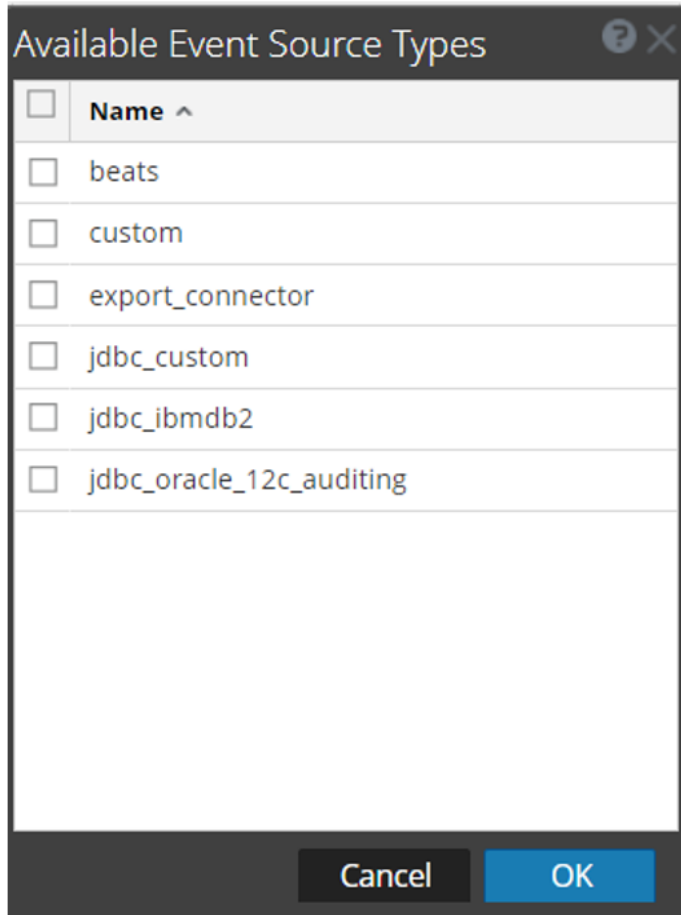 Available Event Source Types
Name
beats
custom
export_connector
jdbc_custom
jdbc_ibmdb2
jdbc_oracle_12c_auditing
Cancel OK